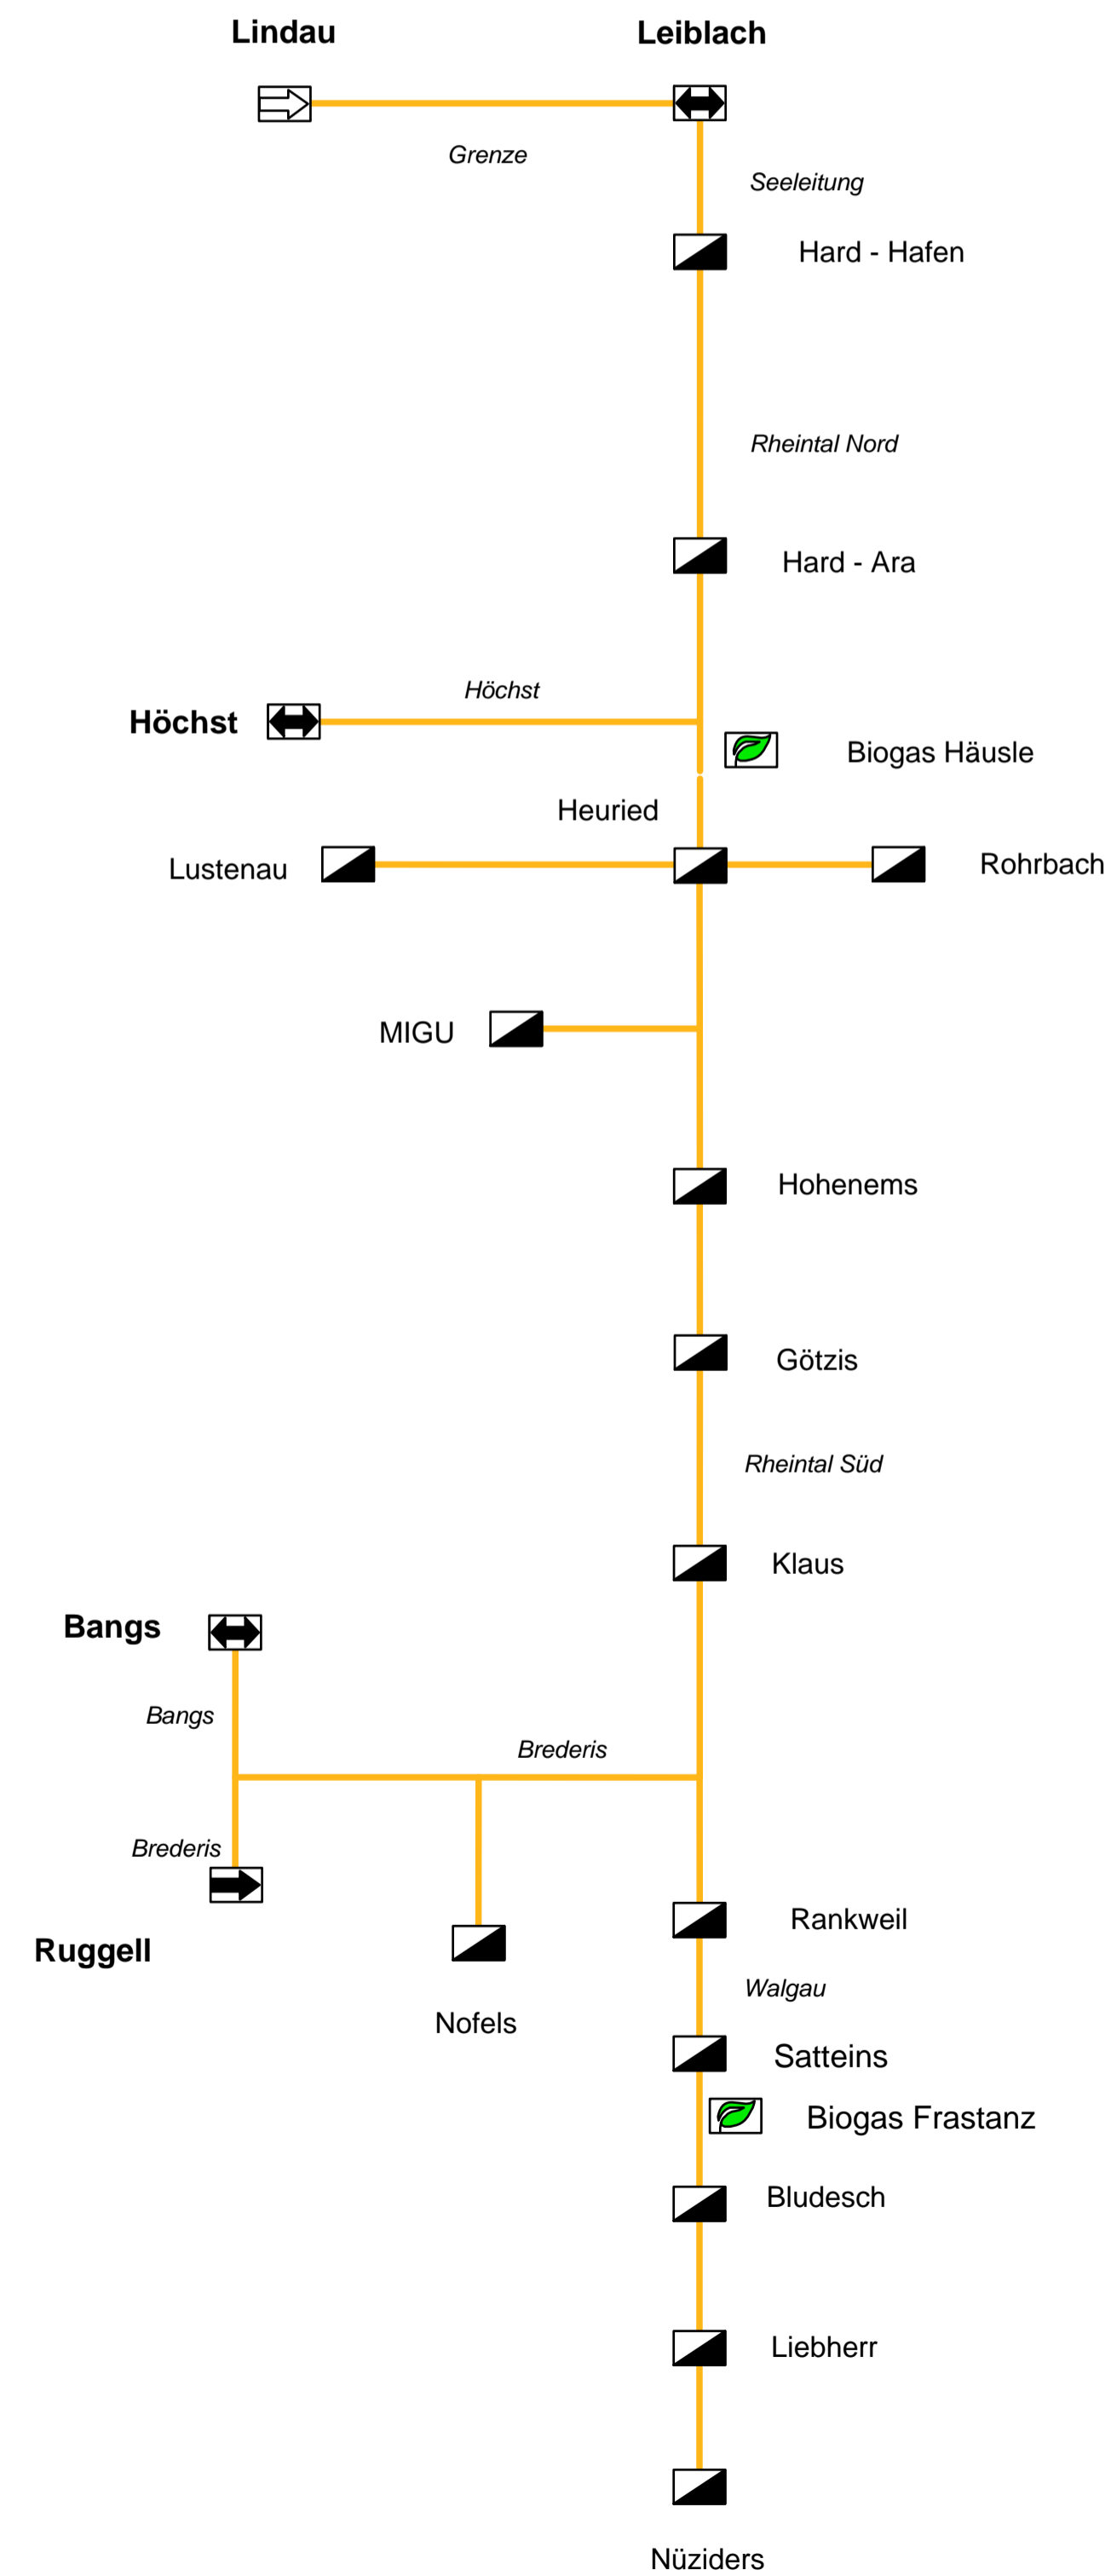 Lindau
Leiblach
Grenze
Seeleitung
Hard - Hafen
Rheintal Nord
Hard - Ara
Höchst
Höchst
Biogas Häusle
Heuried
Lustenau
Rohrbach
MIGU
Hohenems
Götzis
Rheintal Süd
Klaus
Bangs
Bangs
Brederis
Brederis
Rankweil
Ruggell
Walgau
Nofels
Satteins
Biogas Frastanz
Bludesch
Liebherr
Nüziders